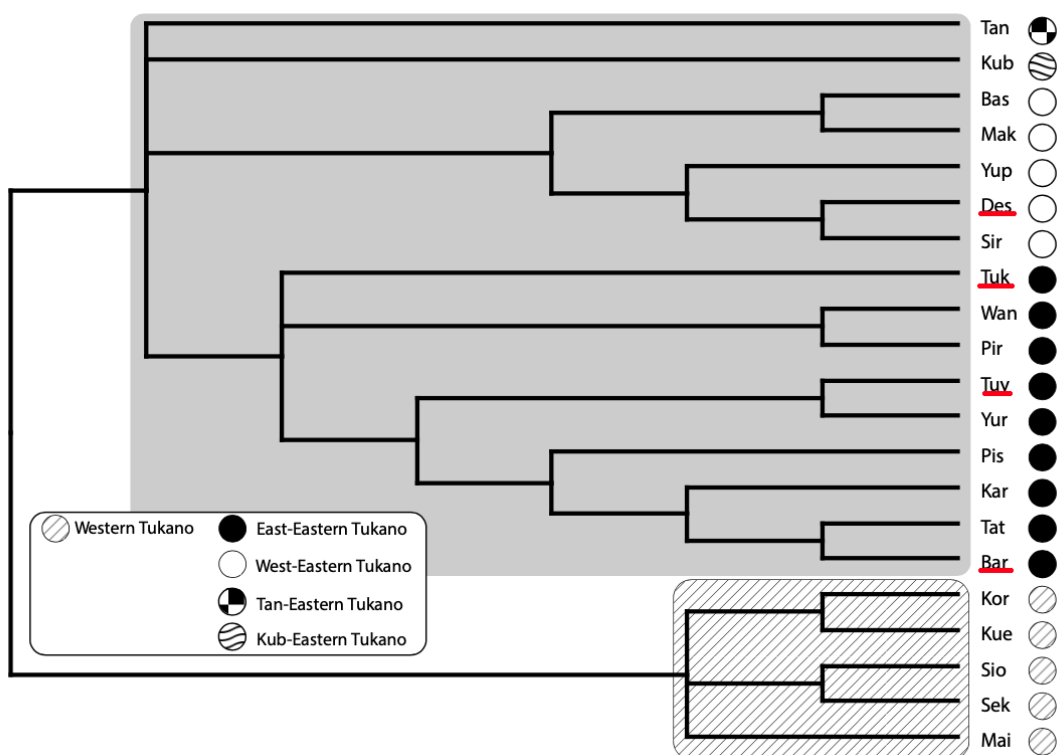 Tan
Kub
Bas
Mak
Yup
Des
Sir
Tuk
Wan
Pir
Tuy
Yur
Pis
Kar
Tat
Bar
Kor
Kue
Sio
Sek
Mai
Western Tukano
East-Eastern Tukano
West-Eastern Tukano
Tan-Eastern Tukano
Kub-Eastern Tukano